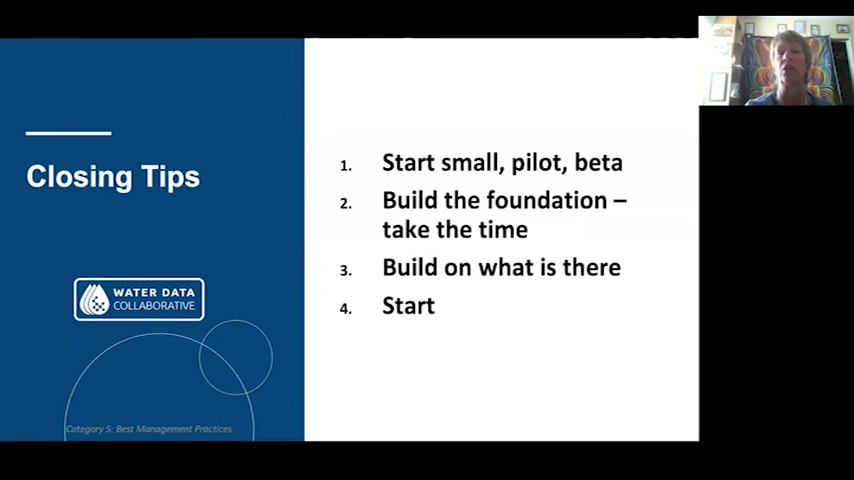 Closing Tips
WATER DATA
COLLABORATIVE
Category 5: Best Management Practices
1. Start small, pilot, beta
2. Build the foundation –
take the time
3. Build on what is there
4. Start